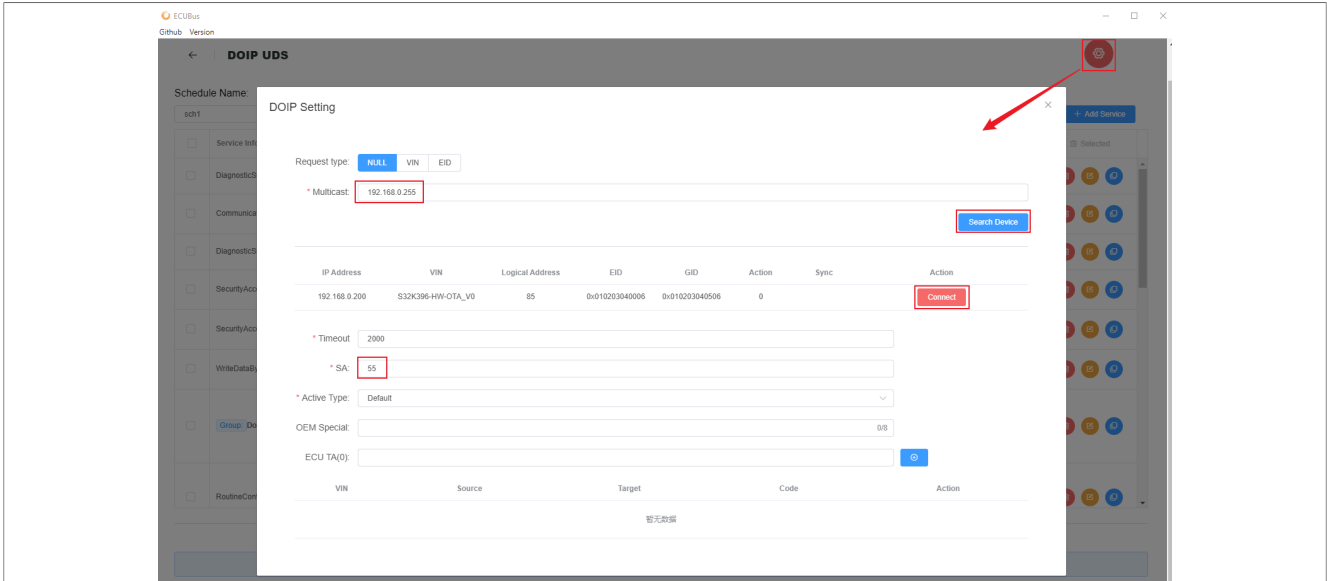 ECUBus
Github Version
DOIP UDS
Schedule Name:
sch1
+ Add Service
Service Info
Selected
DOIP Setting
Request type: NULL VIN EID
* Multicast: 192.168.0.255
Search Device
IP Address VIN Logical Address EID GID Action Sync Action
192.168.0.200 S32K396-HW-OTA_V0 85 0x010203040006 0x010203040506 0 Connect
* Timeout 2000
* SA: 55
* Active Type: Default
OEM Special: 0/8
ECU TA(0):
VIN Source Target Code Action
暂无数据
DiagnosticS
Communica
DiagnosticS
SecurityAcc
SecurityAcc
WriteDataBy
Group Do
RoutineCont